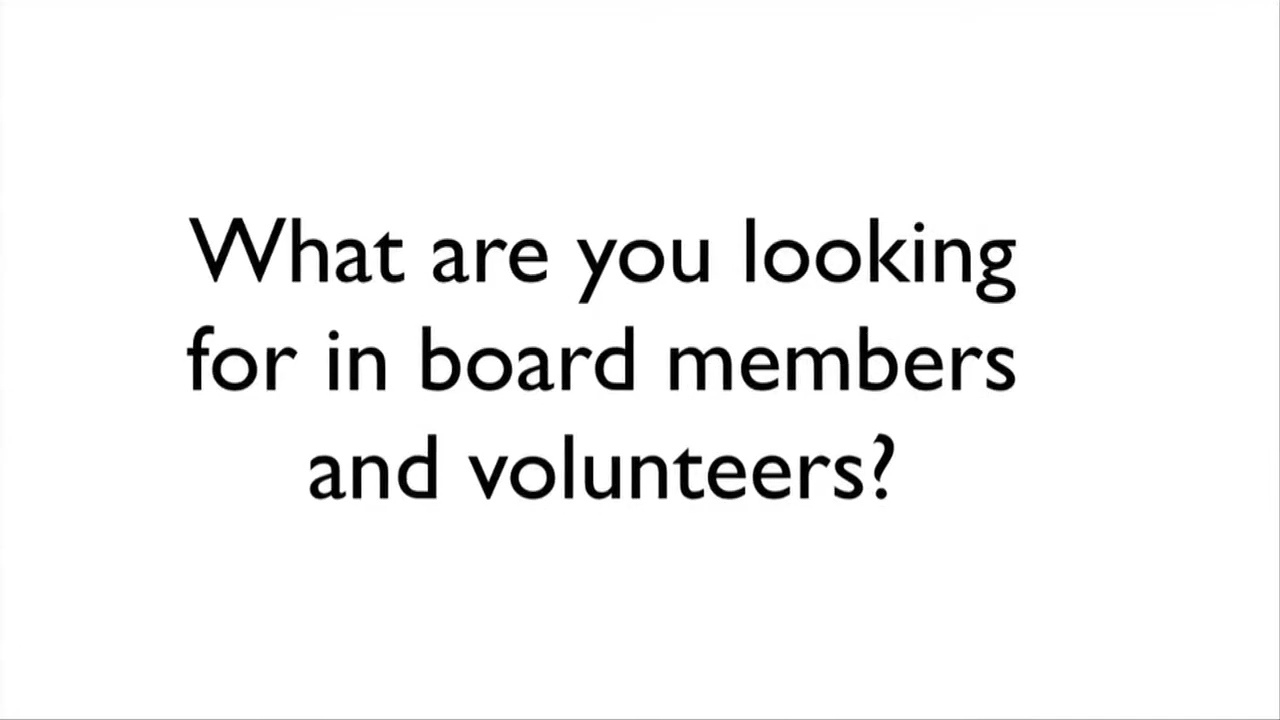 What are you looking
for in board members
and volunteers?